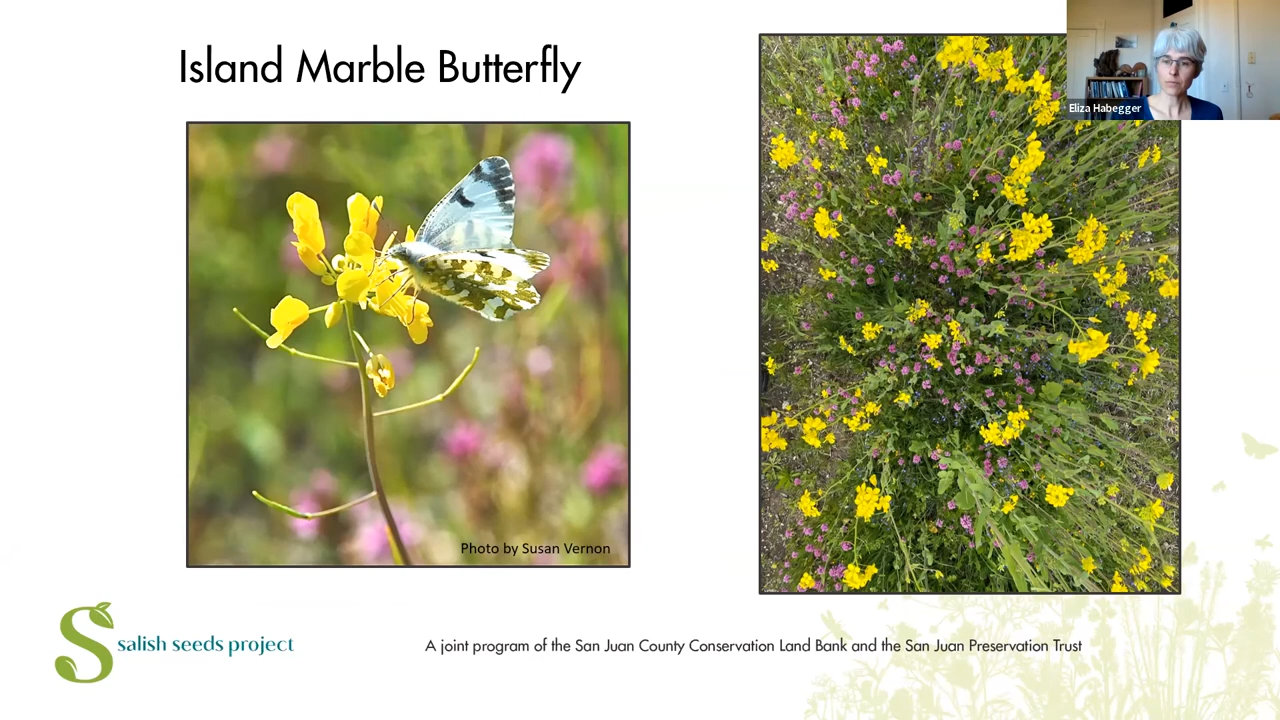 Island Marble Butterfly
Eliza Habegger
Photo by Susan Vernon
salish seeds project
A joint program of the San Juan County Conservation Land Bank and the San Juan Preservation Trust